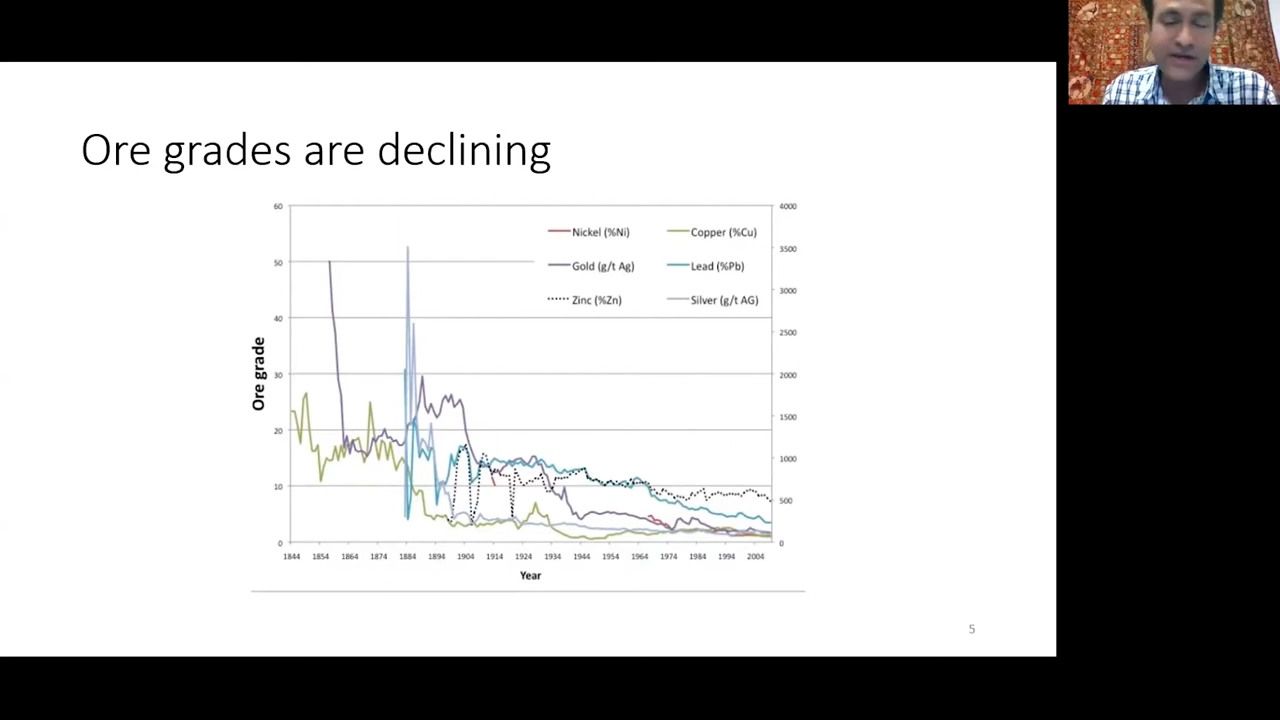 Ore grades are declining
60
50
40
30
20
10
0
Ore grade
4000
3500
3000
2500
2000
1500
1000
500
0
Nickel (%Ni)
Copper (%Cu)
Gold (g/t Ag)
Lead (%Pb)
Zinc (%Zn)
Silver (g/t AG)
1844 1854 1864 1874 1884 1894 1904 1914 1924 1934 1944 1954 1964 1974 1984 1994 2004
Year
5